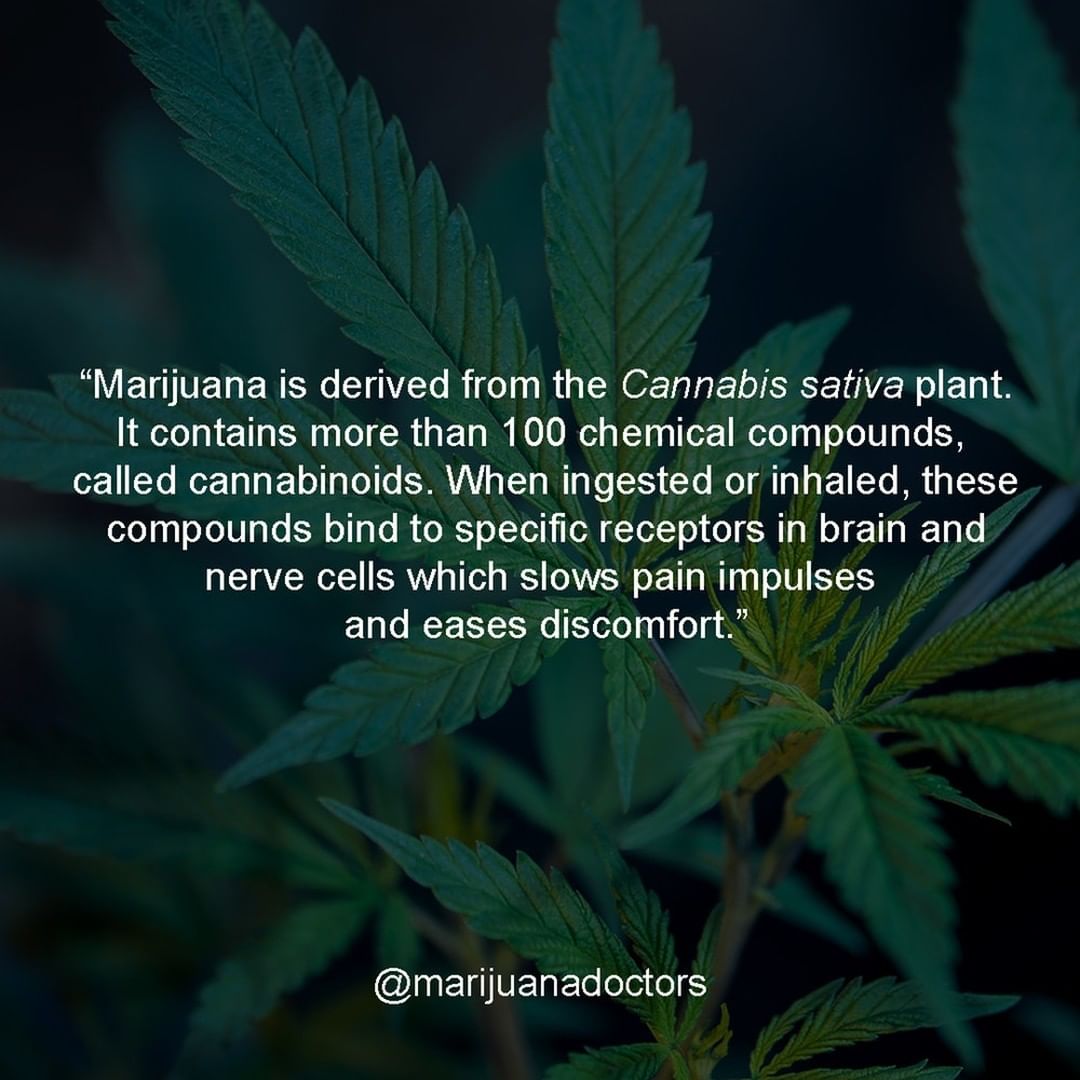 “Marijuana is derived from the Cannabis sativa plant.
It contains more than 100 chemical compounds,
called cannabinoids. When ingested or inhaled, these
compounds bind to specific receptors in brain and
nerve cells which slows pain impulses
and eases discomfort.”
@marijuanadoctors